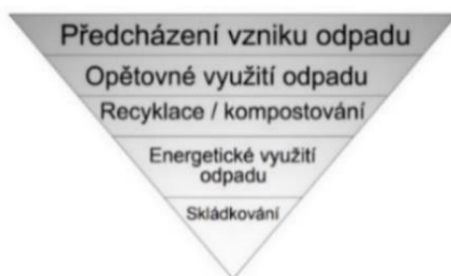 Předcházení vzniku odpadu
Opětovné využití odpadu
Recyklace / kompostování
Energetické využití
odpadu
Skládkování